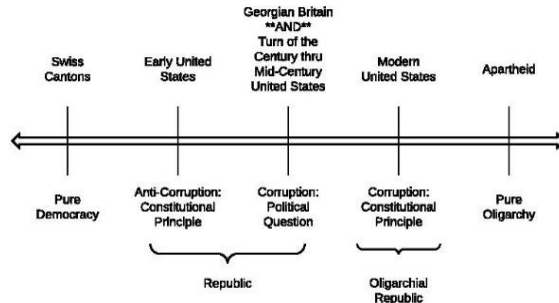 Georgian Britain
**AND**
Turn of the
Century thru
Mid-Century
United States
Swiss
Cantons
Early United
States
Modern
United States
Apartheid
Pure
Democracy
Anti-Corruption:
Constitutional
Principle
Corruption:
Political
Question
Corruption:
Constitutional
Principle
Pure
Oligarchy
Republic
Oligarchial
Republic